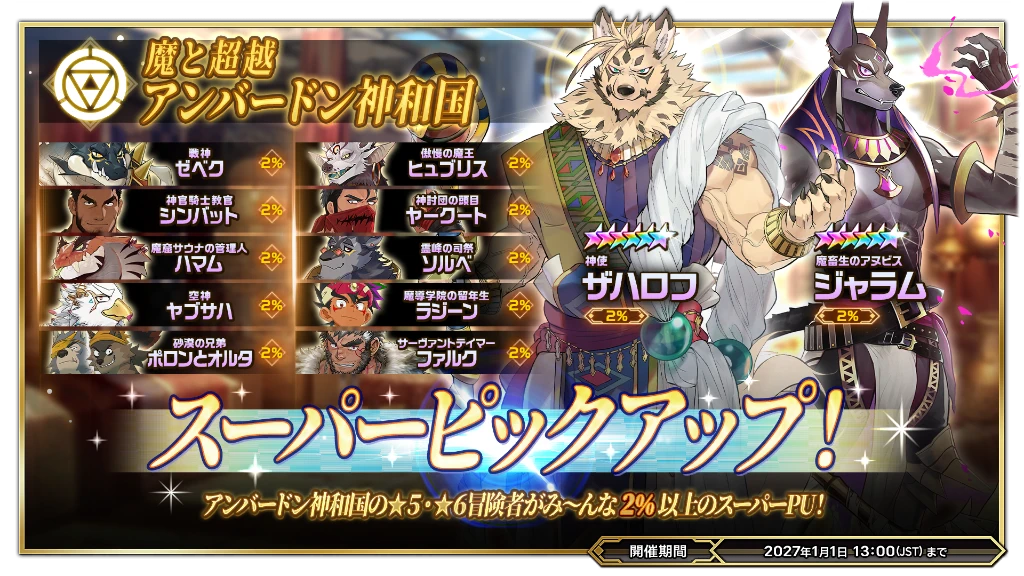 魔と超越
アンバードン神和国
戦神
ゼベク
2%
傲慢の魔王
ヒュブリス
2%
神官騎士教官
シンバット
2%
神討団の頭目
ヤークート
2%
魔窟サウナの管理人
ハマム
2%
霊峰の司祭
ソルベ
2%
空神
ヤブサハ
2%
魔導学院の留年生
ラジーン
2%
砂漠の兄弟
ポロンとオルタ
2%
サーヴァントテイマー
ファルク
2%
神使
ザハロフ
2%
魔畜生のアヌビス
ジャラム
2%
スーパーピックアップ!
アンバードン神和国の★5・★6冒険者がみ～んな2%以上のスーパーPU!
開催期間
2027年1月1日 13:00(JST)まで